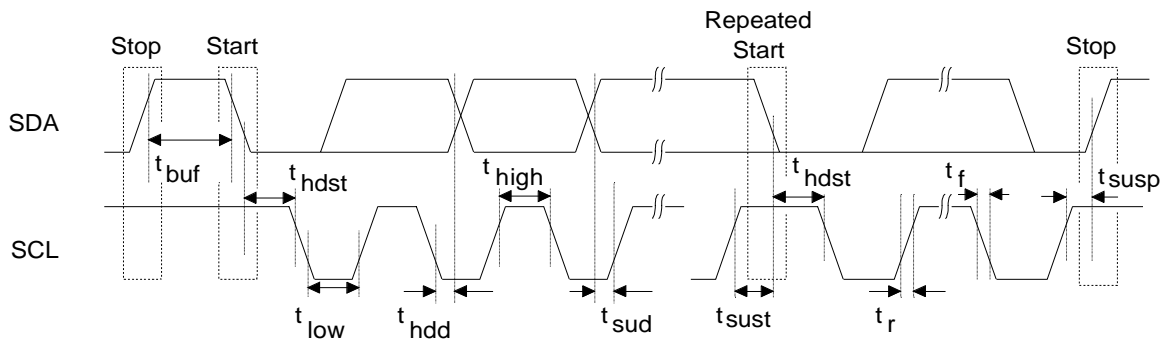 Repeated
Stop Start Start Stop
SDA
t buf
t hdst
t high
t hdst
t f
t susp
SCL
t low
t hdd
t sud
t sust
t r